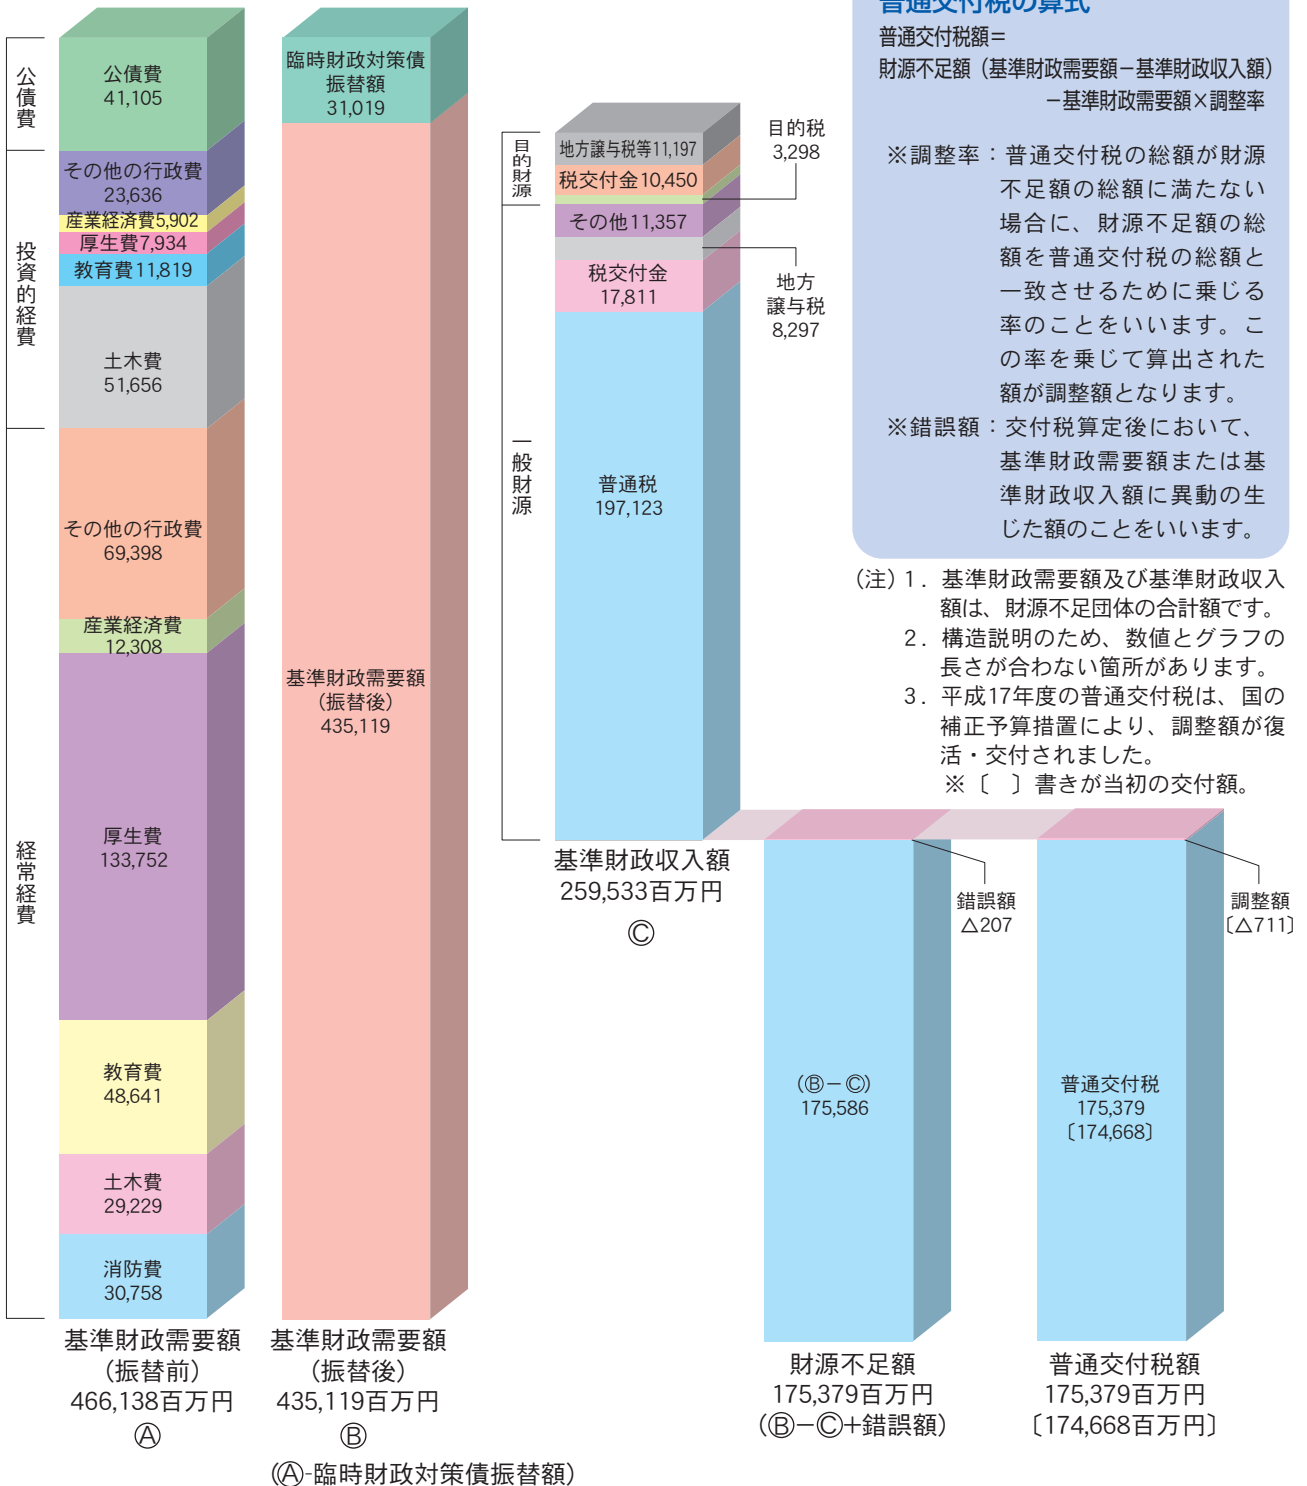 公債費
公債費
41,105
投資的経費
その他の行政費
23,636
産業経済費5,902
厚生費7,934
教育費11,819
土木費
51,656
経常経費
その他の行政費
69,398
産業経済費
12,308
厚生費
133,752
教育費
48,641
土木費
29,229
消防費
30,758
基準財政需要額
(振替前)
466,138百万円
Ⓐ
臨時財政対策債
振替額
31,019
基準財政需要額
(振替後)
435,119
基準財政需要額
(振替後)
435,119百万円
Ⓑ
(Ⓐ-臨時財政対策債振替額)
目的財源
地方譲与税等11,197
税交付金10,450
目的税
3,298
一般財源
その他11,357
地方
譲与税
8,297
税交付金
17,811
普通税
197,123
基準財政収入額
259,533百万円
Ⓒ
(Ⓑ−Ⓒ)
175,586
錯誤額
△207
財源不足額
175,379百万円
(Ⓑ−Ⓒ+錯誤額)
普通交付税
175,379
〔174,668〕
調整額
〔△711〕
普通交付税額
175,379百万円
〔174,668百万円〕
普通交付税の算式
普通交付税額=
財源不足額(基準財政需要額−基準財政収入額)
−基準財政需要額×調整率
※調整率:普通交付税の総額が財源
不足額の総額に満たない
場合に、財源不足額の総
額を普通交付税の総額と
一致させるために乗じる
率のことをいいます。こ
の率を乗じて算出された
額が調整額となります。
※錯誤額:交付税算定後において、
基準財政需要額または基
準財政収入額に異動の生
じた額のことをいいます。
(注)1.基準財政需要額及び基準財政収入
額は、財源不足団体の合計額です。
2.構造説明のため、数値とグラフの
長さが合わない箇所があります。
3.平成17年度の普通交付税は、国の
補正予算措置により、調整額が復
活・交付されました。
※〔 〕書きが当初の交付額。